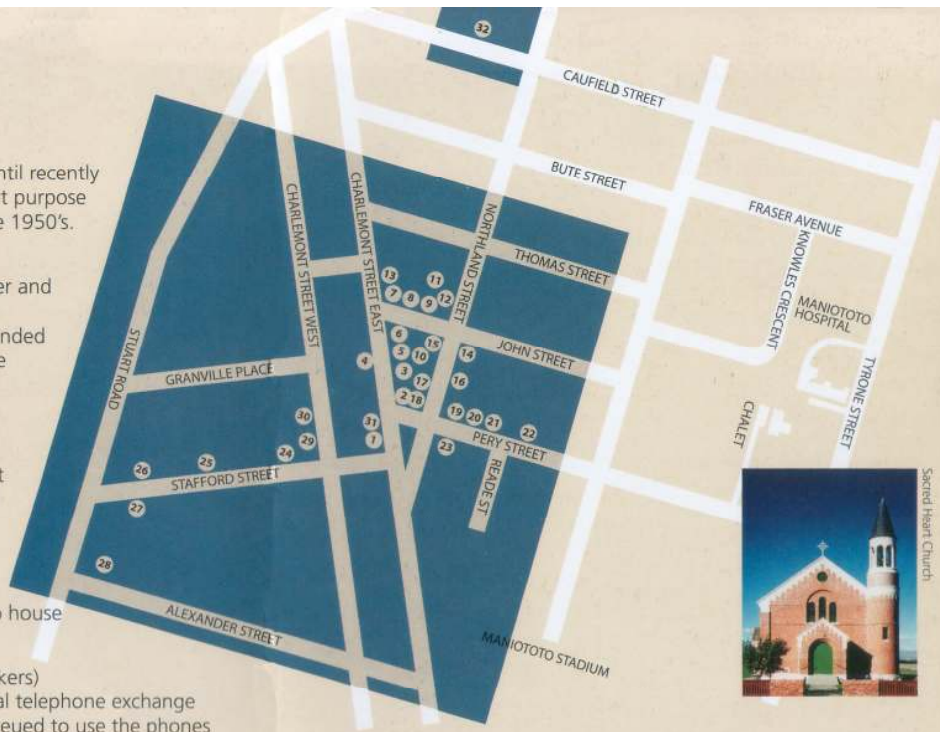 ntil recently
t purpose
e 1950's.
er and
nded
e
t
o house
kers)
al telephone exchange
eued to use the phones
32
CAUFIELD STREET
BUTE STREET
FRASER AVENUE
KNOWLES CRESCENT
MANIOTOTO
HOSPITAL
TYRONE STREET
CHALET
CHARLEMONT STREET WEST
CHARLEMONT STREET EAST
NORTHLAND STREET
THOMAS STREET
STUART ROAD
JOHN STREET
GRANVILLE PLACE
PERY STREET
READE ST
STAFFORD STREET
ALEXANDER STREET
MANIOTOTO STADIUM
13
11
7
8
9
12
6
15
5
10
14
4
3
17
16
2
18
19
20
21
22
30
31
1
23
29
24
25
26
27
28
Sacred Heart Church